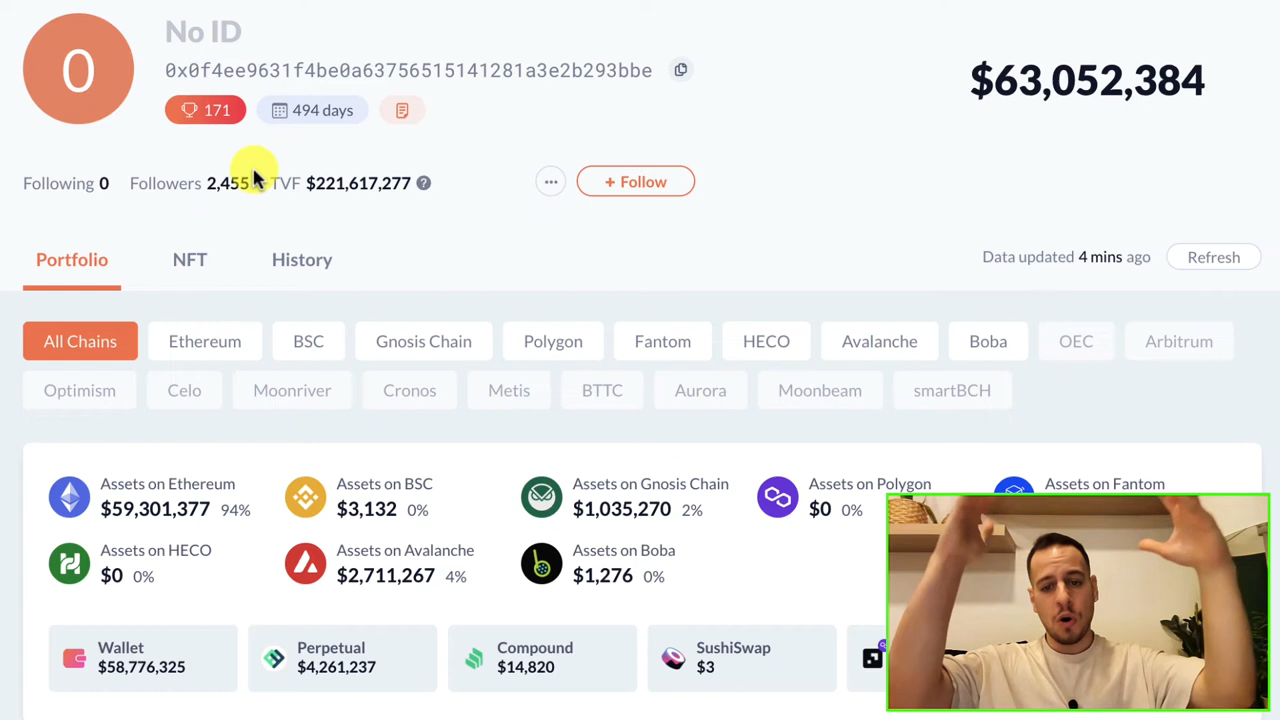 0
No ID
0x0f4ee9631f4be0a63756515141281a3e2b293bbe
$63,052,384
171
494 days
Following 0 Followers 2,455 TVF $221,617,277 ?
...
+ Follow
Portfolio NFT History
Data updated 4 mins ago Refresh
All Chains Ethereum BSC Gnosis Chain Polygon Fantom HECO Avalanche Boba OEC Arbitrum
Optimism Celo Moonriver Cronos Metis BTTC Aurora Moonbeam smartBCH
Assets on Ethereum Assets on BSC Assets on Gnosis Chain Assets on Polygon Assets on Fantom
$59,301,377 94% $3,132 0% $1,035,270 2% $0 0%
Assets on HECO Assets on Avalanche Assets on Boba
$0 0% $2,711,267 4% $1,276 0%
Wallet Perpetual Compound SushiSwap
$58,776,325 $4,261,237 $14,820 $3